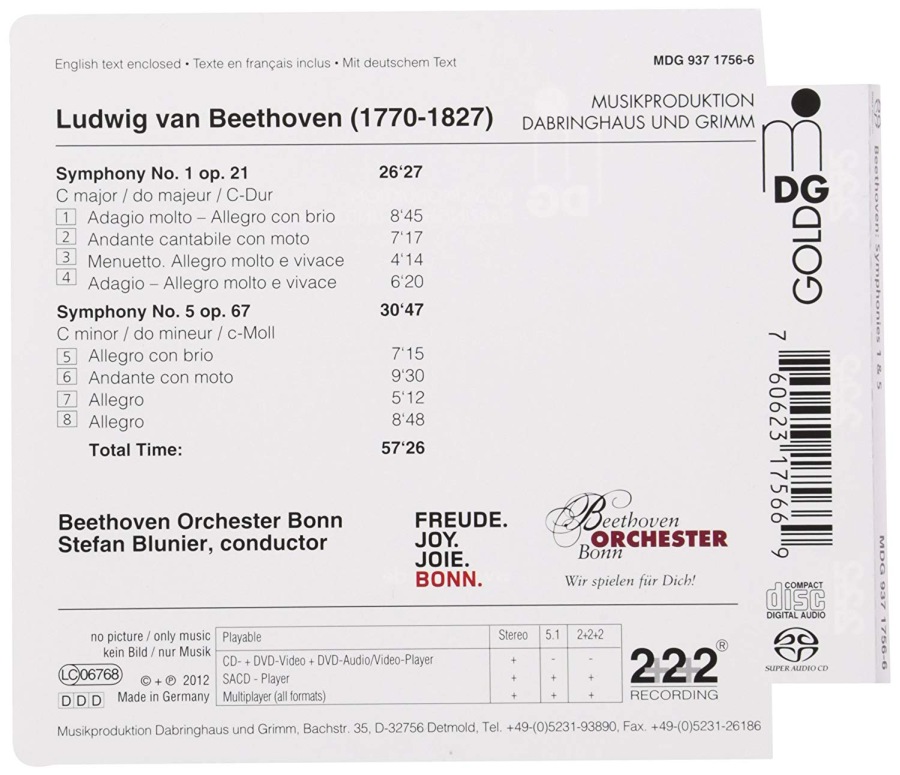 English text enclosed • Texte en français inclus • Mit deutschem Text
MDG 937 1756-6
Ludwig van Beethoven (1770-1827)
MUSIKPRODUKTION
DABRINGHAUS UND GRIMM
DG
GOLD
Symphony No. 1 op. 21 26‘27
C major / do majeur / C-Dur
1 Adagio molto – Allegro con brio 8‘45
2 Andante cantabile con moto 7‘17
3 Menuetto. Allegro molto e vivace 4‘14
4 Adagio – Allegro molto e vivace 6‘20
Symphony No. 5 op. 67 30‘47
C minor / do mineur / c-Moll
5 Allegro con brio 7‘15
6 Andante con moto 9‘30
7 Allegro 5‘12
8 Allegro 8‘48
Total Time: 57‘26
Beethoven Orchester Bonn
Stefan Blunier, conductor
FREUDE.
JOY.
JOIE.
BONN.
Beethoven
ORCHESTER
Bonn
Wir spielen für Dich!
no picture / only music
kein Bild / nur Musik
LC 06768
© + ℗ 2012
DDD
Made in Germany
Playable Stereo 5.1 2+2+2
CD- + DVD-Video + DVD-Audio/Video-Player + - -
SACD - Player + + +
Multiplayer (all formats) + + +
2+2+2®
RECORDING
Musikproduktion Dabringhaus und Grimm, Bachstr. 35, D-32756 Detmold, Tel. +49-(0)5231-93890, Fax. +49-(0)5231-26186
7 60623 17566 9
COMPACT
disc
DIGITAL AUDIO
SUPER AUDIO CD
Beethoven: Symphonies 1 & 5
MDG 937 1756-6